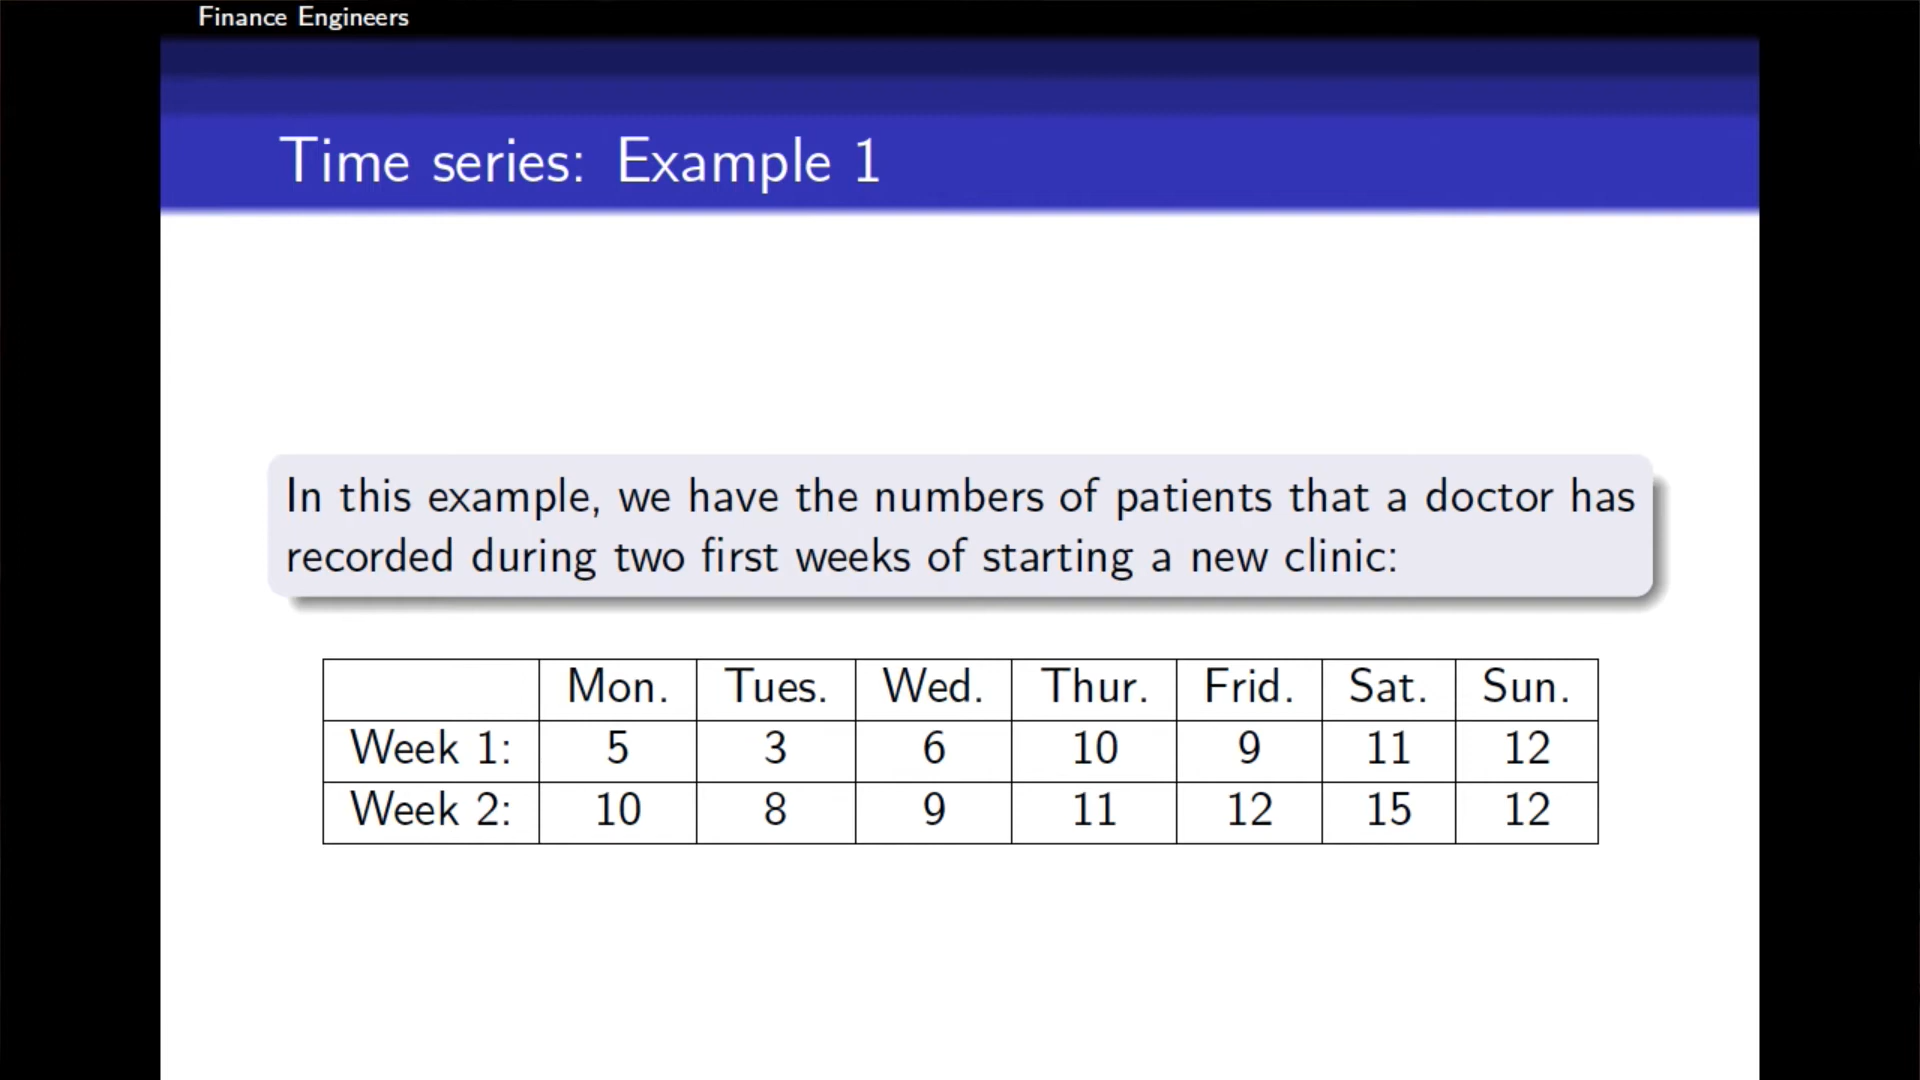 Finance Engineers
Time series: Example 1
In this example, we have the numbers of patients that a doctor has
recorded during two first weeks of starting a new clinic:
Mon. Tues. Wed. Thur. Frid. Sat. Sun.
Week 1: 5 3 6 10 9 11 12
Week 2: 10 8 9 11 12 15 12